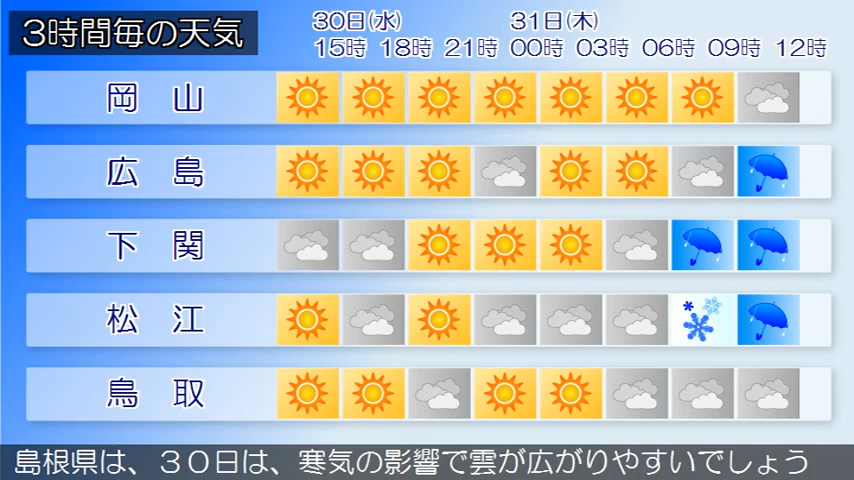 3時間毎の天気
30日(水) 31日(木)
15時 18時 21時 00時 03時 06時 09時 12時
岡山
広島
下関
松江
鳥取
島根県は、３０日は、寒気の影響で雲が広がりやすいでしょう